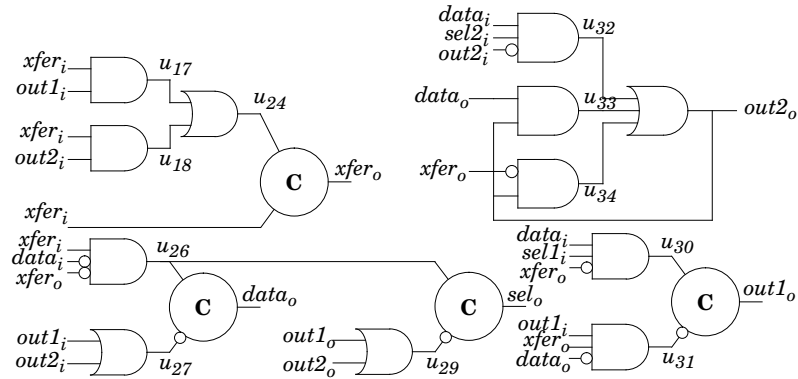 xfer_i
out1_i
u_17
xfer_i
out2_i
u_18
u_24
xfer_i
C
xfer_o
data_i
sel2_i
out2_i
u_32
data_o
u_33
xfer_o
u_34
out2_o
xfer_i
data_i
xfer_o
u_26
out1_i
out2_i
u_27
C
data_o
out1_o
out2_o
u_29
C
sel_o
data_i
sel1_i
xfer_o
u_30
out1_i
xfer_o
data_o
u_31
C
out1_o